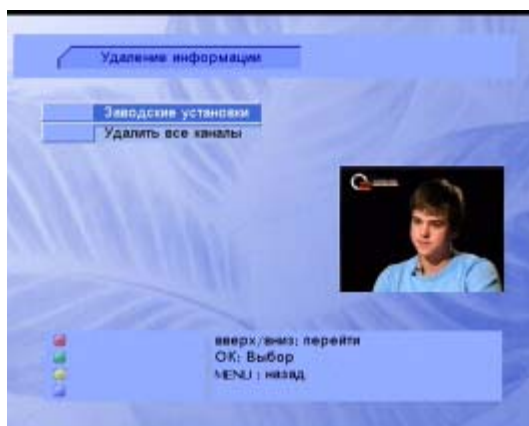 Удаление информации
Заводские установки
Удалить все каналы
вверх/вниз: перейти
OK: Выбор
MENU : назад